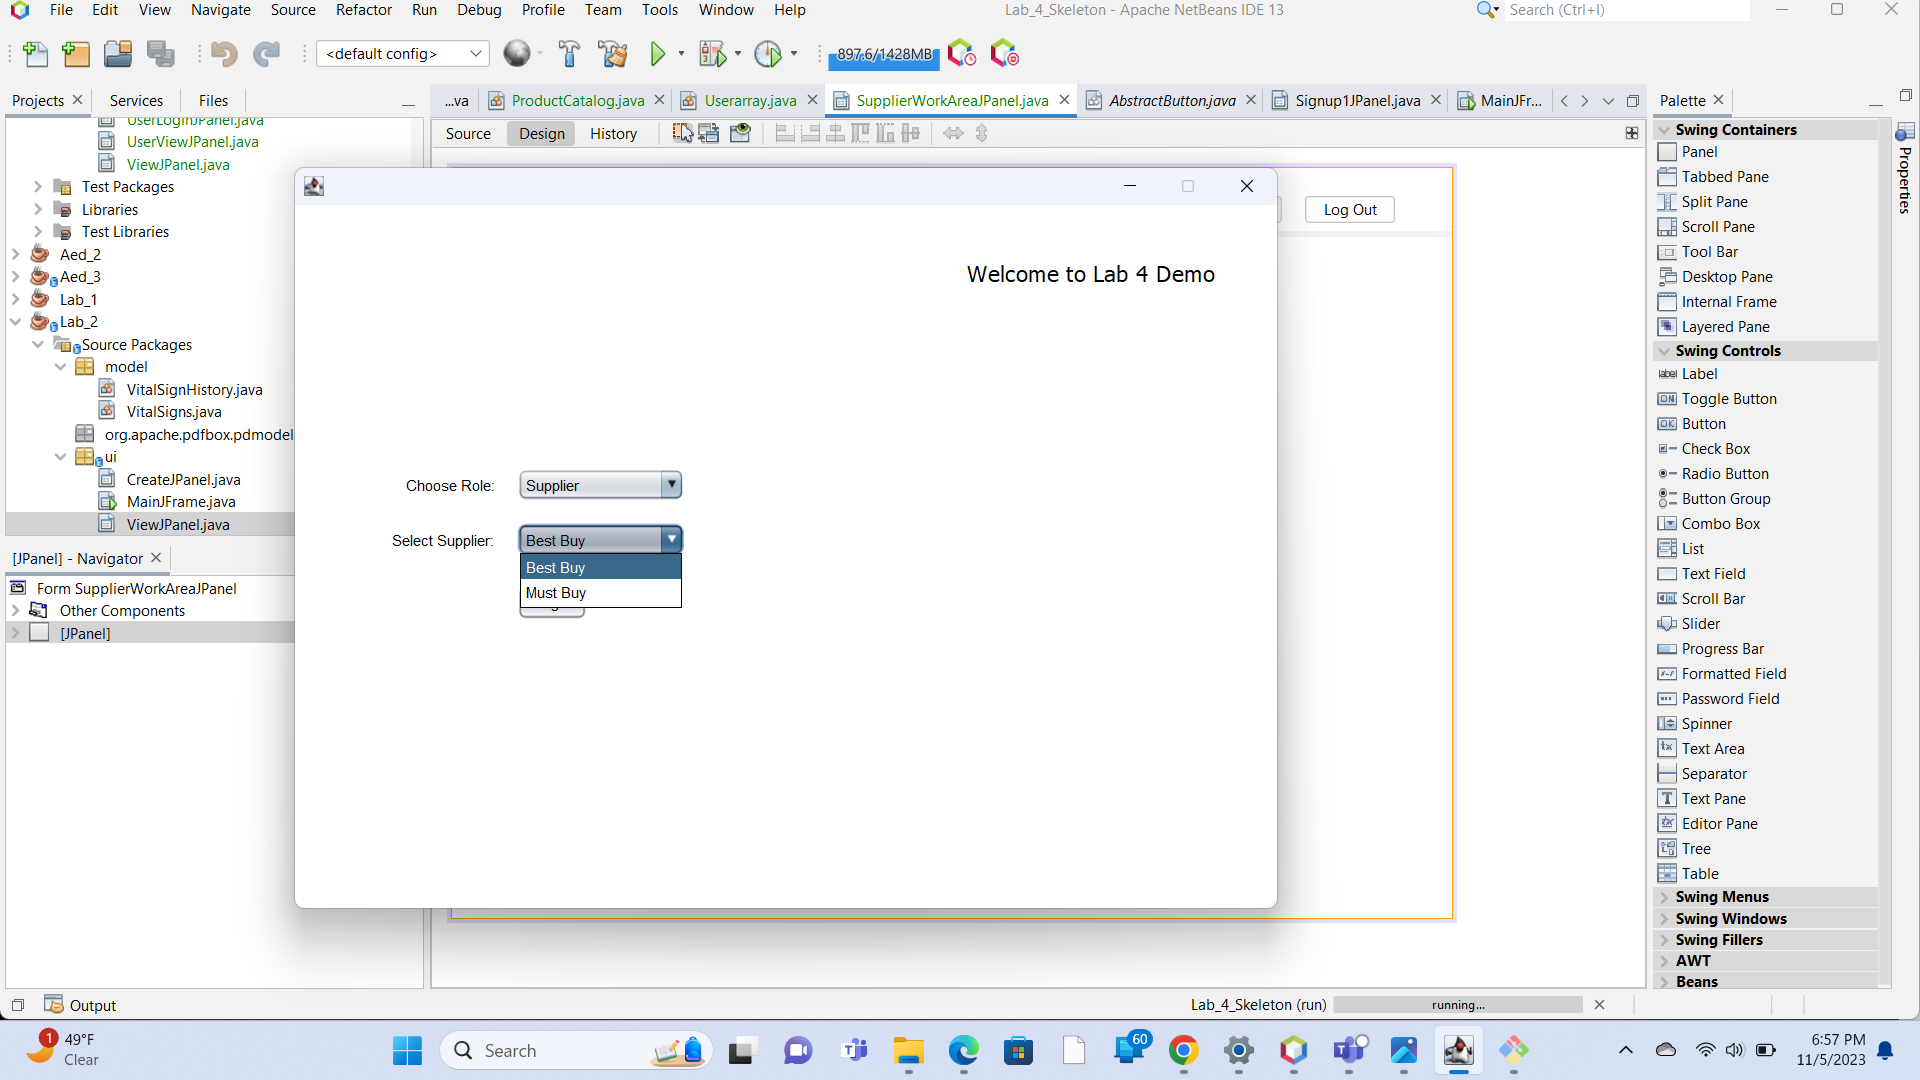 File Edit View Navigate Source Refactor Run Debug Profile Team Tools Window Help
Lab_4_Skeleton - Apache NetBeans IDE 13
Search (Ctrl+I)
<default config>
897.6/1428MB
Projects
Services
Files
...va
ProductCatalog.java
Userarray.java
SupplierWorkAreaJPanel.java
AbstractButton.java
Signup1JPanel.java
MainJFr...
Palette
Source
Design
History
UserLoginJPanel.java
UserViewJPanel.java
ViewJPanel.java
Test Packages
Libraries
Test Libraries
Aed_2
Aed_3
Lab_1
Lab_2
Source Packages
model
VitalSignHistory.java
VitalSigns.java
org.apache.pdfbox.pdmodel
ui
CreateJPanel.java
MainJFrame.java
ViewJPanel.java
[JPanel] - Navigator
Form SupplierWorkAreaJPanel
Other Components
[JPanel]
Log Out
Welcome to Lab 4 Demo
Choose Role:
Supplier
Select Supplier:
Best Buy
Best Buy
Must Buy
Swing Containers
Panel
Tabbed Pane
Split Pane
Scroll Pane
Tool Bar
Desktop Pane
Internal Frame
Layered Pane
Swing Controls
Label
Toggle Button
Button
Check Box
Radio Button
Button Group
Combo Box
List
Text Field
Scroll Bar
Slider
Progress Bar
Formatted Field
Password Field
Spinner
Text Area
Separator
Text Pane
Editor Pane
Tree
Table
Swing Menus
Swing Windows
Swing Fillers
AWT
Beans
Properties
Output
Lab_4_Skeleton (run)
running...
1
49°F
Clear
Search
60
6:57 PM
11/5/2023